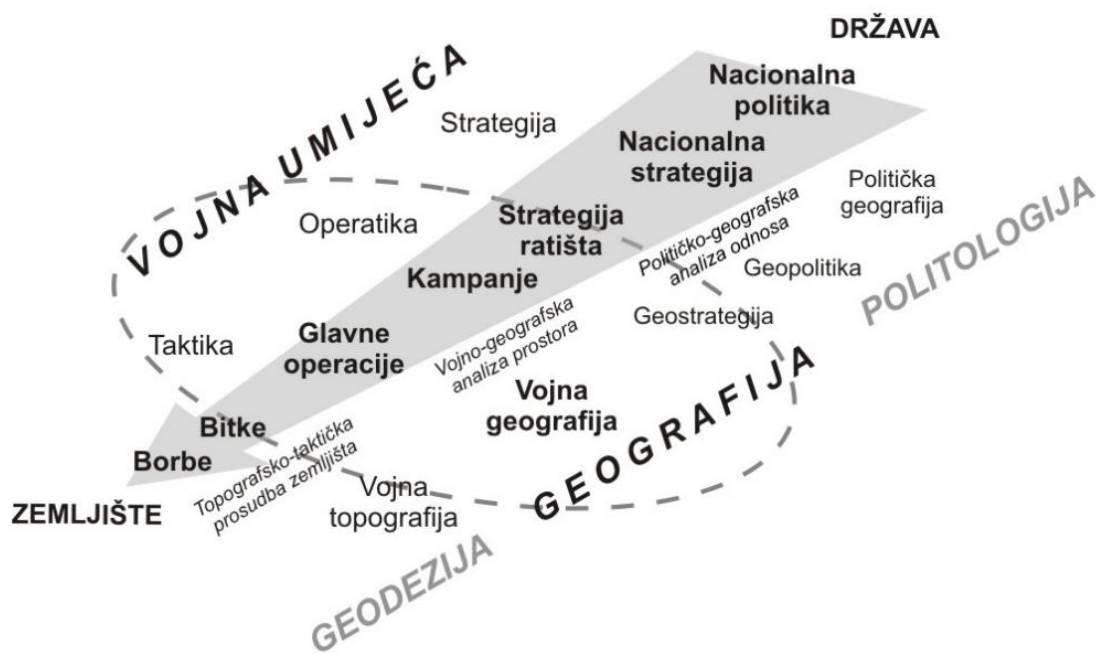 DRŽAVA
VOJNA UMIJEĆA
Strategija
Operatika
Taktika
Nacionalna
politika
Nacionalna
strategija
Strategija
ratišta
Kampanje
Glavne
operacije
Bitke
Borbe
ZEMLJIŠTE
Političko-geografska
analiza odnosa
Vojno-geografska
analiza prostora
Topografsko-taktička
prosudba zemljišta
Politička
geografija
Geopolitika
Geostrategija
Vojna
geografija
Vojna
topografija
POLITOLOGIJA
GEOGRAFIJA
GEODEZIJA